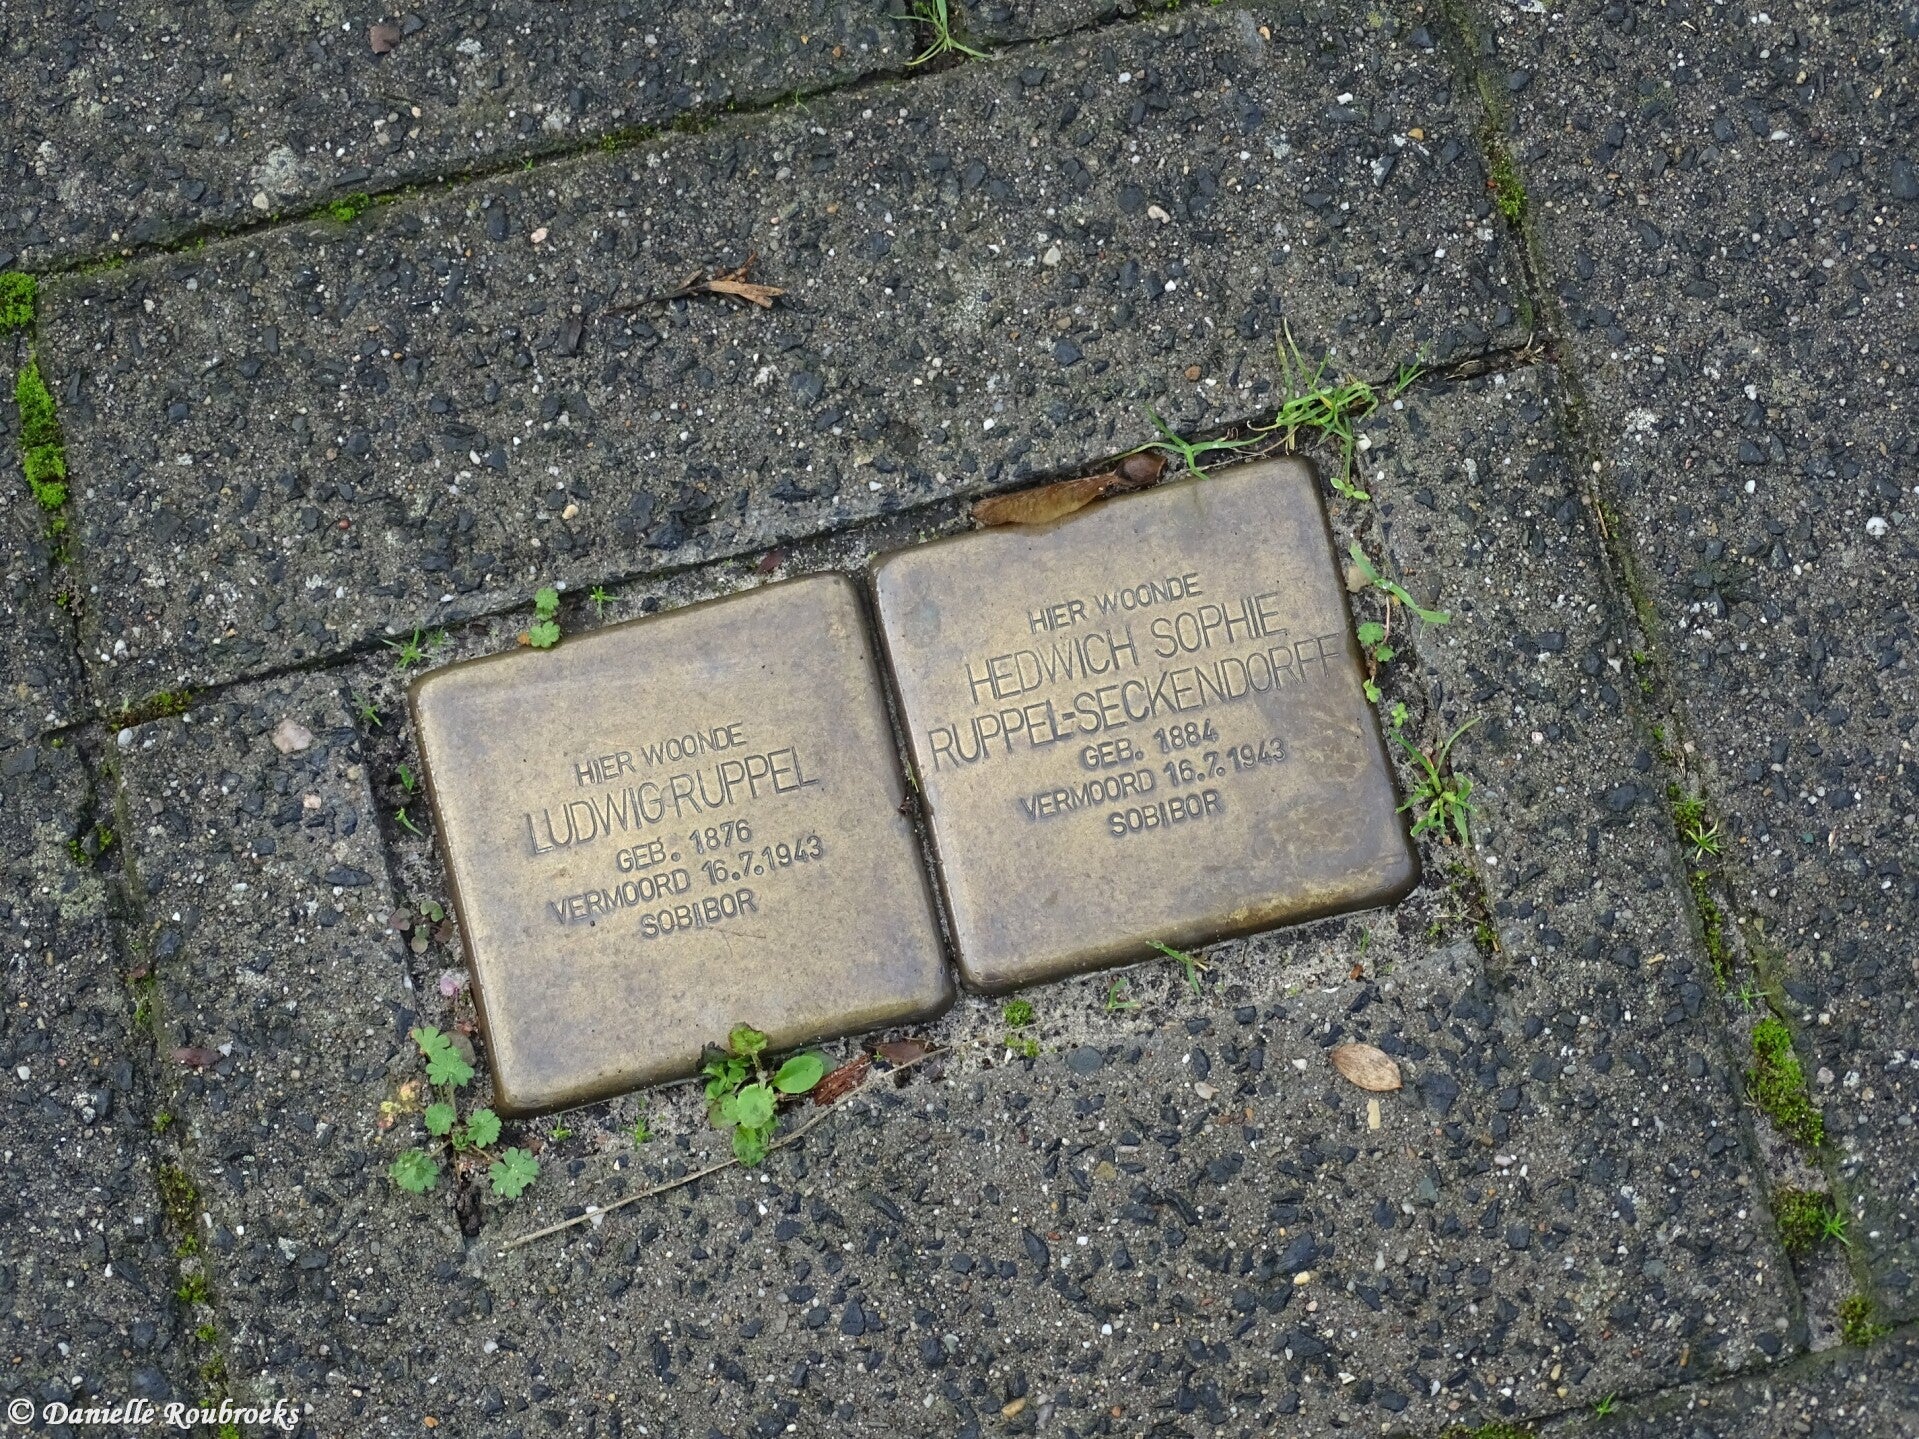 HIER WOONDE
LUDWIG RUPPEL
GEB. 1876
VERMOORD 16.7.1943
SOBIBOR
HIER WOONDE
HEDWICH SOPHIE
RUPPEL-SECKENDORFF
GEB. 1884
VERMOORD 16.7.1943
SOBIBOR
© Danielle Roubroeks